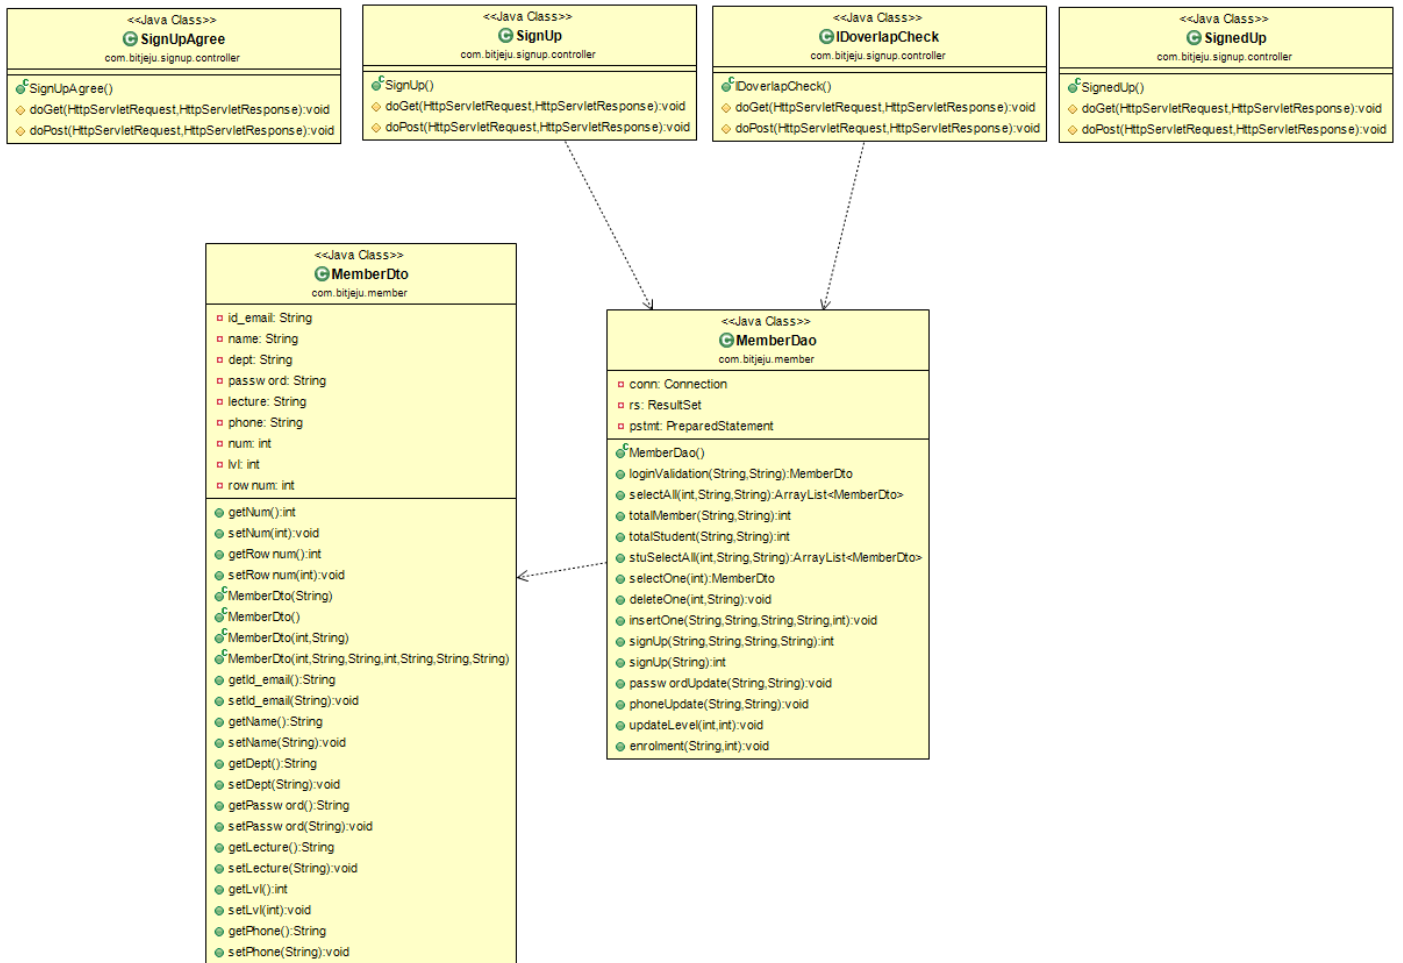 <<Java Class>>
SignUpAgree
com.bitjeju.signup.controller
SignUpAgree()
doGet(HttpServletRequest,HttpServletResponse):void
doPost(HttpServletRequest,HttpServletResponse):void
<<Java Class>>
SignUp
com.bitjeju.signup.controller
SignUp()
doGet(HttpServletRequest,HttpServletResponse):void
doPost(HttpServletRequest,HttpServletResponse):void
<<Java Class>>
IDoverlapCheck
com.bitjeju.signup.controller
IDoverlapCheck()
doGet(HttpServletRequest,HttpServletResponse):void
doPost(HttpServletRequest,HttpServletResponse):void
<<Java Class>>
SignedUp
com.bitjeju.signup.controller
SignedUp()
doGet(HttpServletRequest,HttpServletResponse):void
doPost(HttpServletRequest,HttpServletResponse):void
<<Java Class>>
MemberDto
com.bitjeju.member
id_email: String
name: String
dept: String
password: String
lecture: String
phone: String
num: int
lvl: int
rownum: int
getNum():int
setNum(int):void
getRownum():int
setRownum(int):void
MemberDto(String)
MemberDto()
MemberDto(int,String)
MemberDto(int,String,String,int,String,String,String)
getId_email():String
setId_email(String):void
getName():String
setName(String):void
getDept():String
setDept(String):void
getPassword():String
setPassword(String):void
getLecture():String
setLecture(String):void
getLvl():int
setLvl(int):void
getPhone():String
setPhone(String):void
<<Java Class>>
MemberDao
com.bitjeju.member
conn: Connection
rs: ResultSet
pstmt: PreparedStatement
MemberDao()
loginValidation(String,String):MemberDto
selectAll(int,String,String):ArrayList<MemberDto>
totalMember(String,String):int
totalStudent(String,String):int
stuSelectAll(int,String,String):ArrayList<MemberDto>
selectOne(int):MemberDto
deleteOne(int,String):void
insertOne(String,String,String,String,int):void
signUp(String,String,String,String):int
signUp(String):int
passwordUpdate(String,String):void
phoneUpdate(String,String):void
updateLevel(int,int):void
enrolment(String,int):void